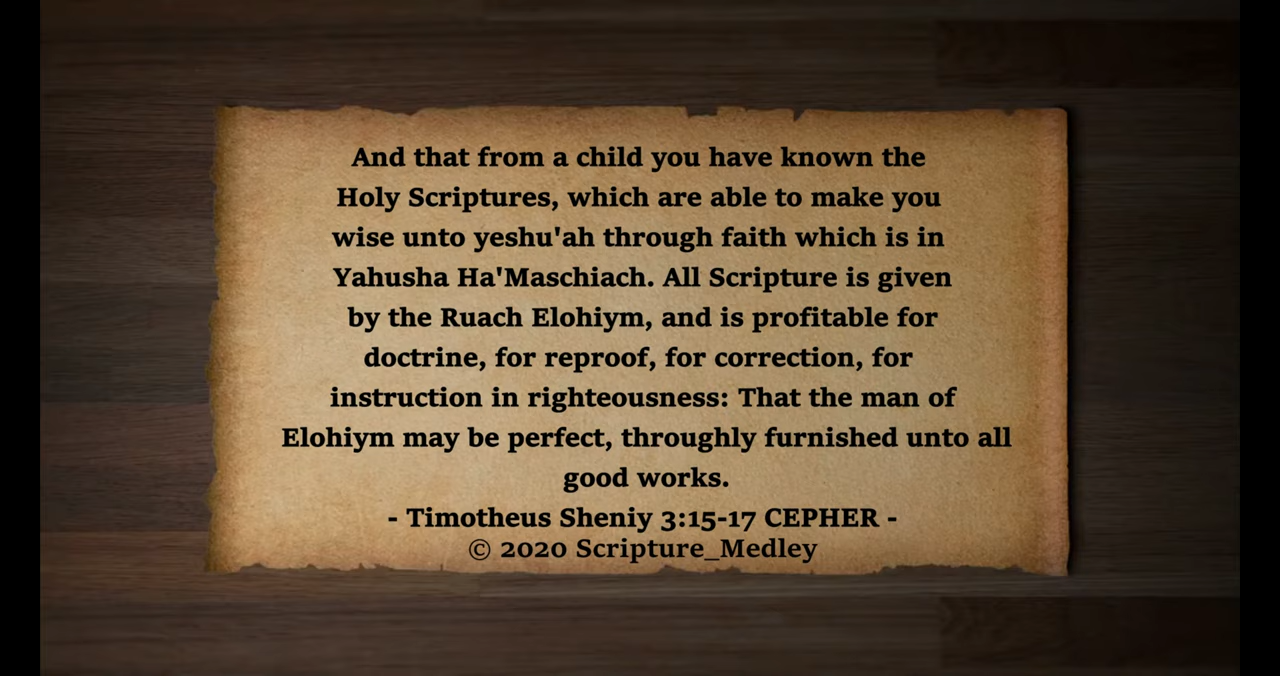 And that from a child you have known the
Holy Scriptures, which are able to make you
wise unto yeshu'ah through faith which is in
Yahusha Ha'Maschiach. All Scripture is given
by the Ruach Elohiym, and is profitable for
doctrine, for reproof, for correction, for
instruction in righteousness: That the man of
Elohiym may be perfect, throughly furnished unto all
good works.
- Timotheus Sheniy 3:15-17 CEPHER -
© 2020 Scripture_Medley